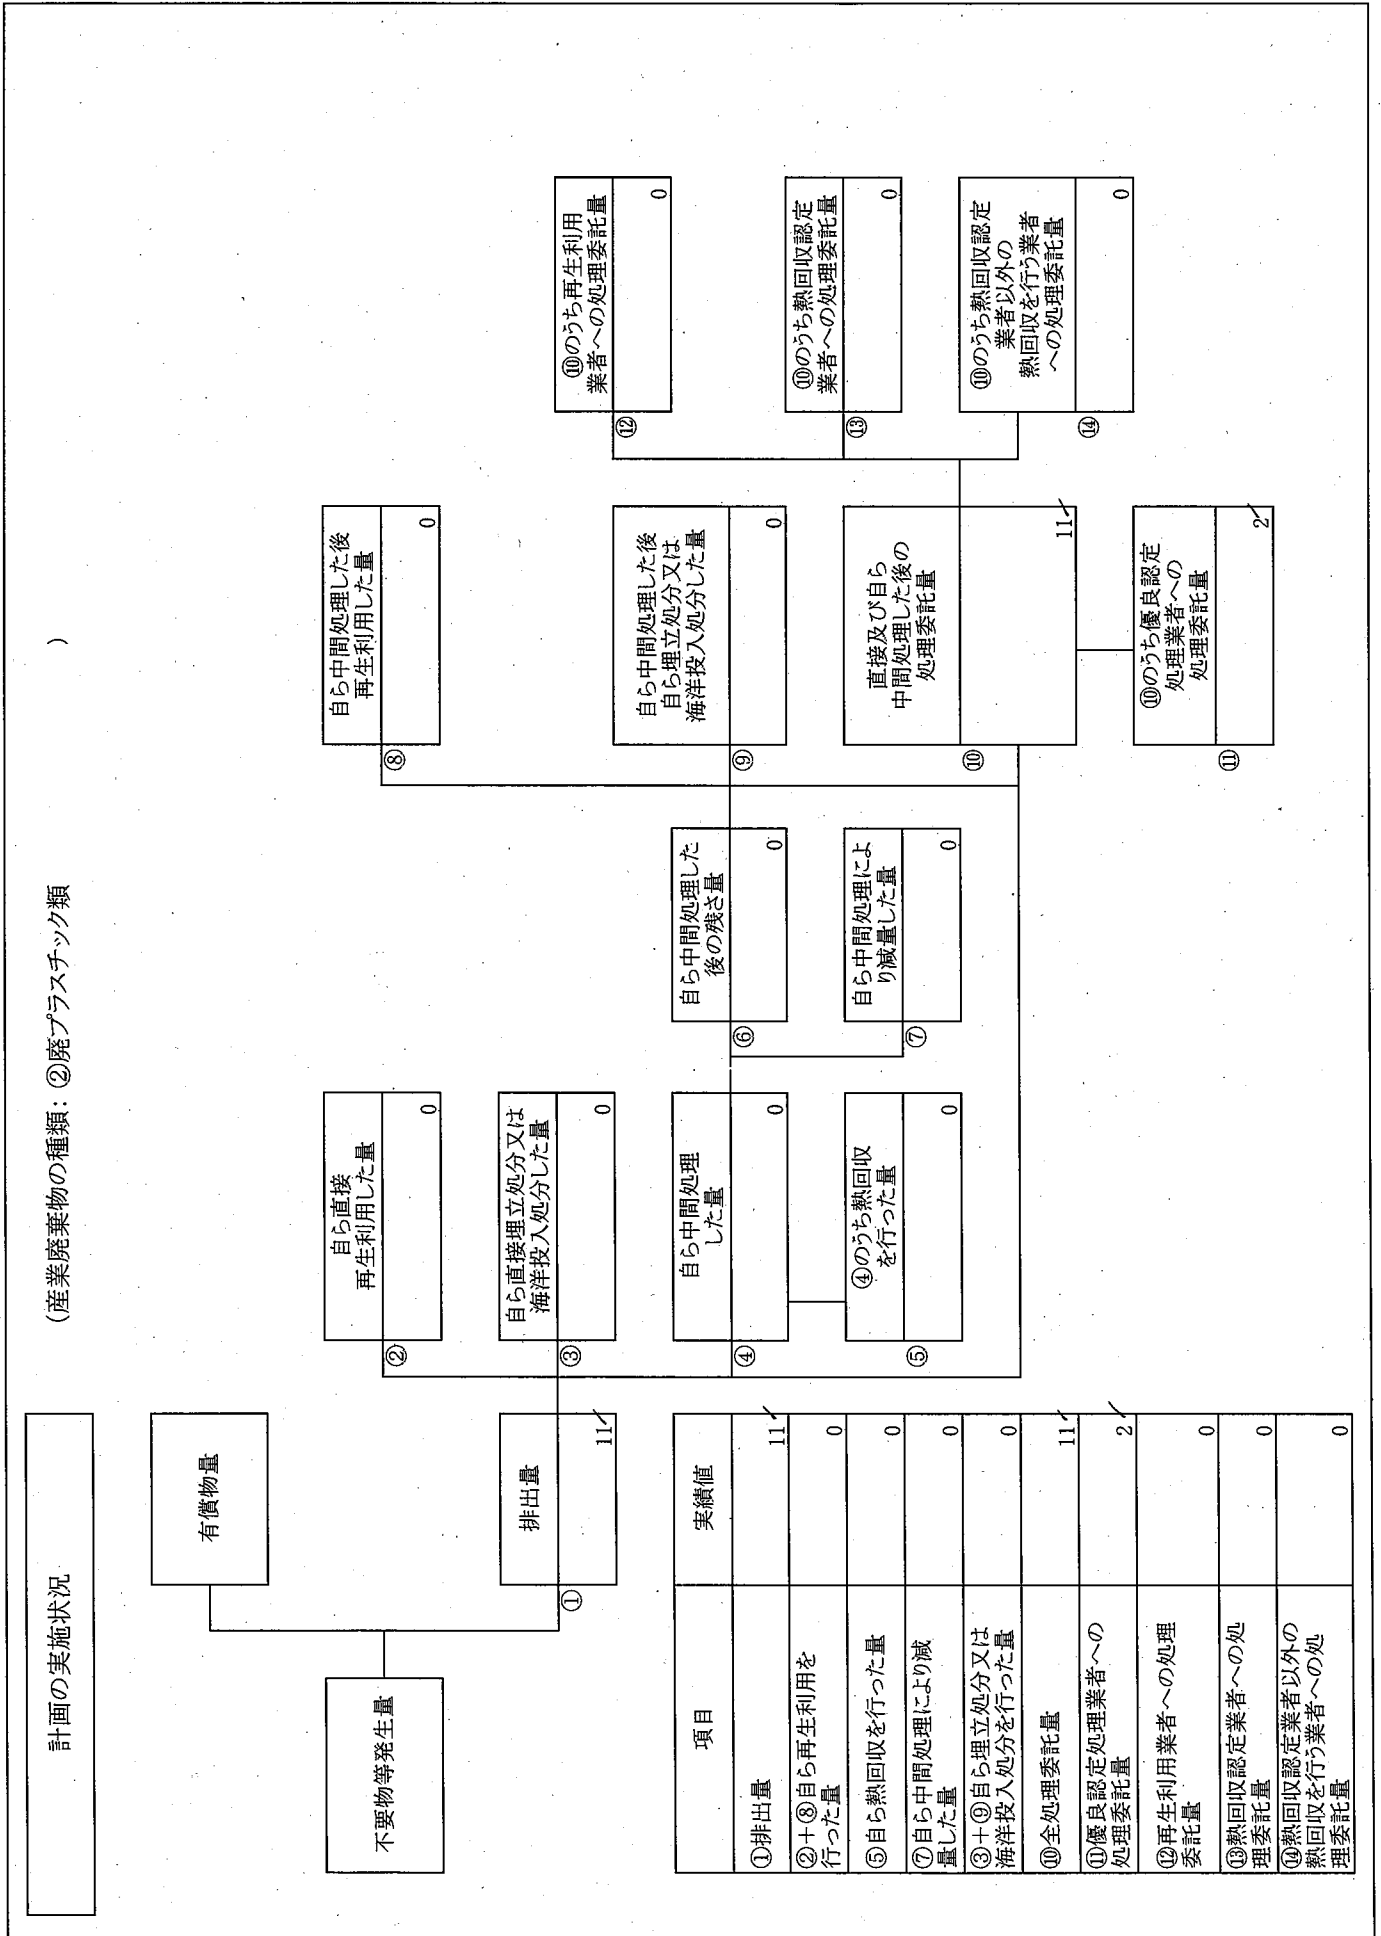 計画の実施状況
(産業廃棄物の種類:②廃プラスチック類
)
不要物等発生量
有償物量
①
排出量
11
②
自ら直接
再生利用した量
0
③
自ら直接埋立処分又は
海洋投入処分した量
0
④
自ら中間処理
した量
0
⑤
④のうち熱回収
を行った量
0
⑥
自ら中間処理した
後の残さ量
0
⑦
自ら中間処理によ
り減量した量
0
⑧
自ら中間処理した後
再生利用した量
0
⑨
自ら中間処理した後
自ら埋立処分又は
海洋投入処分した量
0
⑩
直接及び自ら
中間処理した後の
処理委託量
11
⑪
⑩のうち優良認定
処理業者への
処理委託量
2
⑫
⑩のうち再生利用
業者への処理委託量
0
⑬
⑩のうち熱回収認定
業者への処理委託量
0
⑭
⑩のうち熱回収認定
業者以外の
熱回収を行う業者
への処理委託量
0
項目 実績値
①排出量 11
②+⑧自ら再生利用を
行った量 0
⑤自ら熱回収を行った量 0
⑦自ら中間処理により減
量した量 0
③+⑨自ら埋立処分又は
海洋投入処分を行った量 0
⑩全処理委託量 11
⑪優良認定処理業者への
処理委託量 2
⑫再生利用業者への処理
委託量 0
⑬熱回収認定業者への処
理委託量 0
⑭熱回収認定業者以外の
熱回収を行う業者への処
理委託量 0